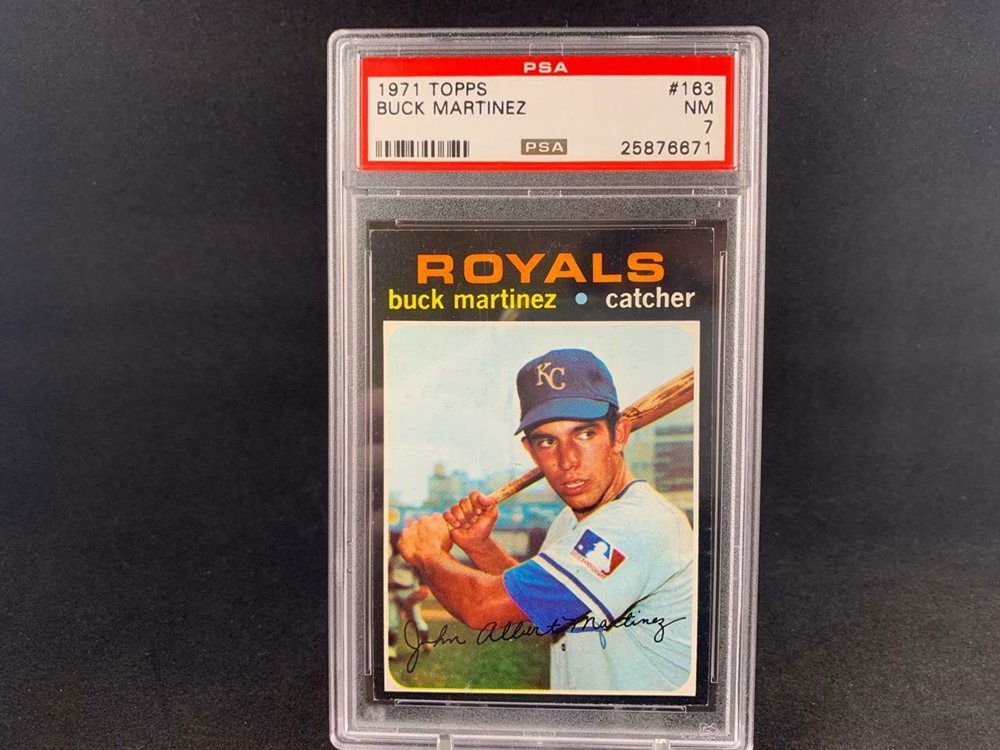 PSA
1971 TOPPS #163
BUCK MARTINEZ NM
7
PSA 25876671
ROYALS
buck martinez • catcher
KC
John Albert Martinez